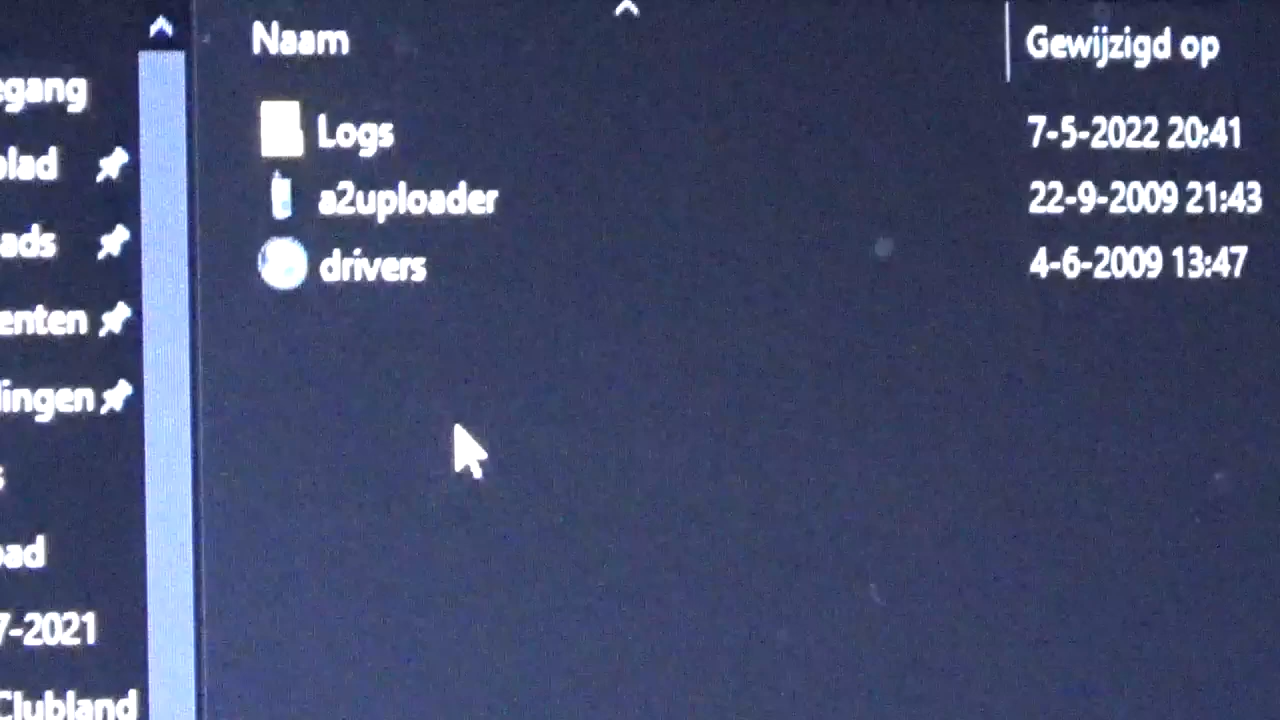 Naam
Gewijzigd op
Logs
7-5-2022 20:41
a2uploader
22-9-2009 21:43
drivers
4-6-2009 13:47
egang
blad
ads
enten
lingen
s
oad
7-2021
Clubland